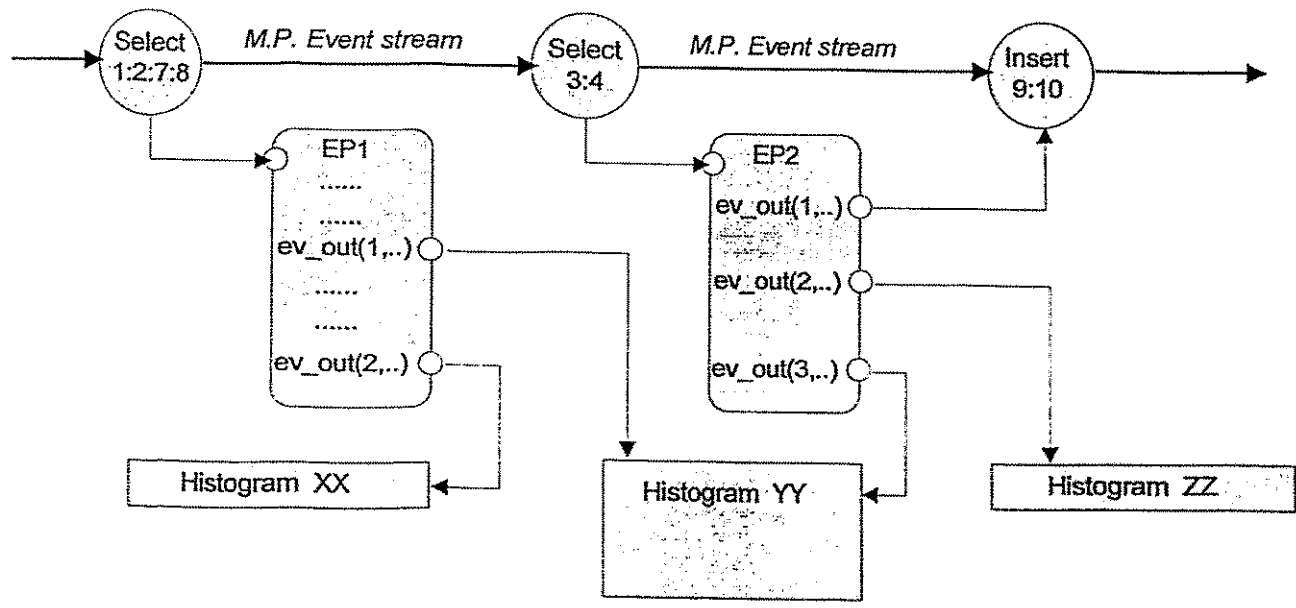 Select
1:2:7:8
M.P. Event stream
Select
3:4
M.P. Event stream
Insert
9:10
EP1
......
......
ev_out(1,..)
......
......
ev_out(2,..)
EP2
ev_out(1,..)
ev_out(2,..)
ev_out(3,..)
Histogram XX
Histogram YY
Histogram ZZ